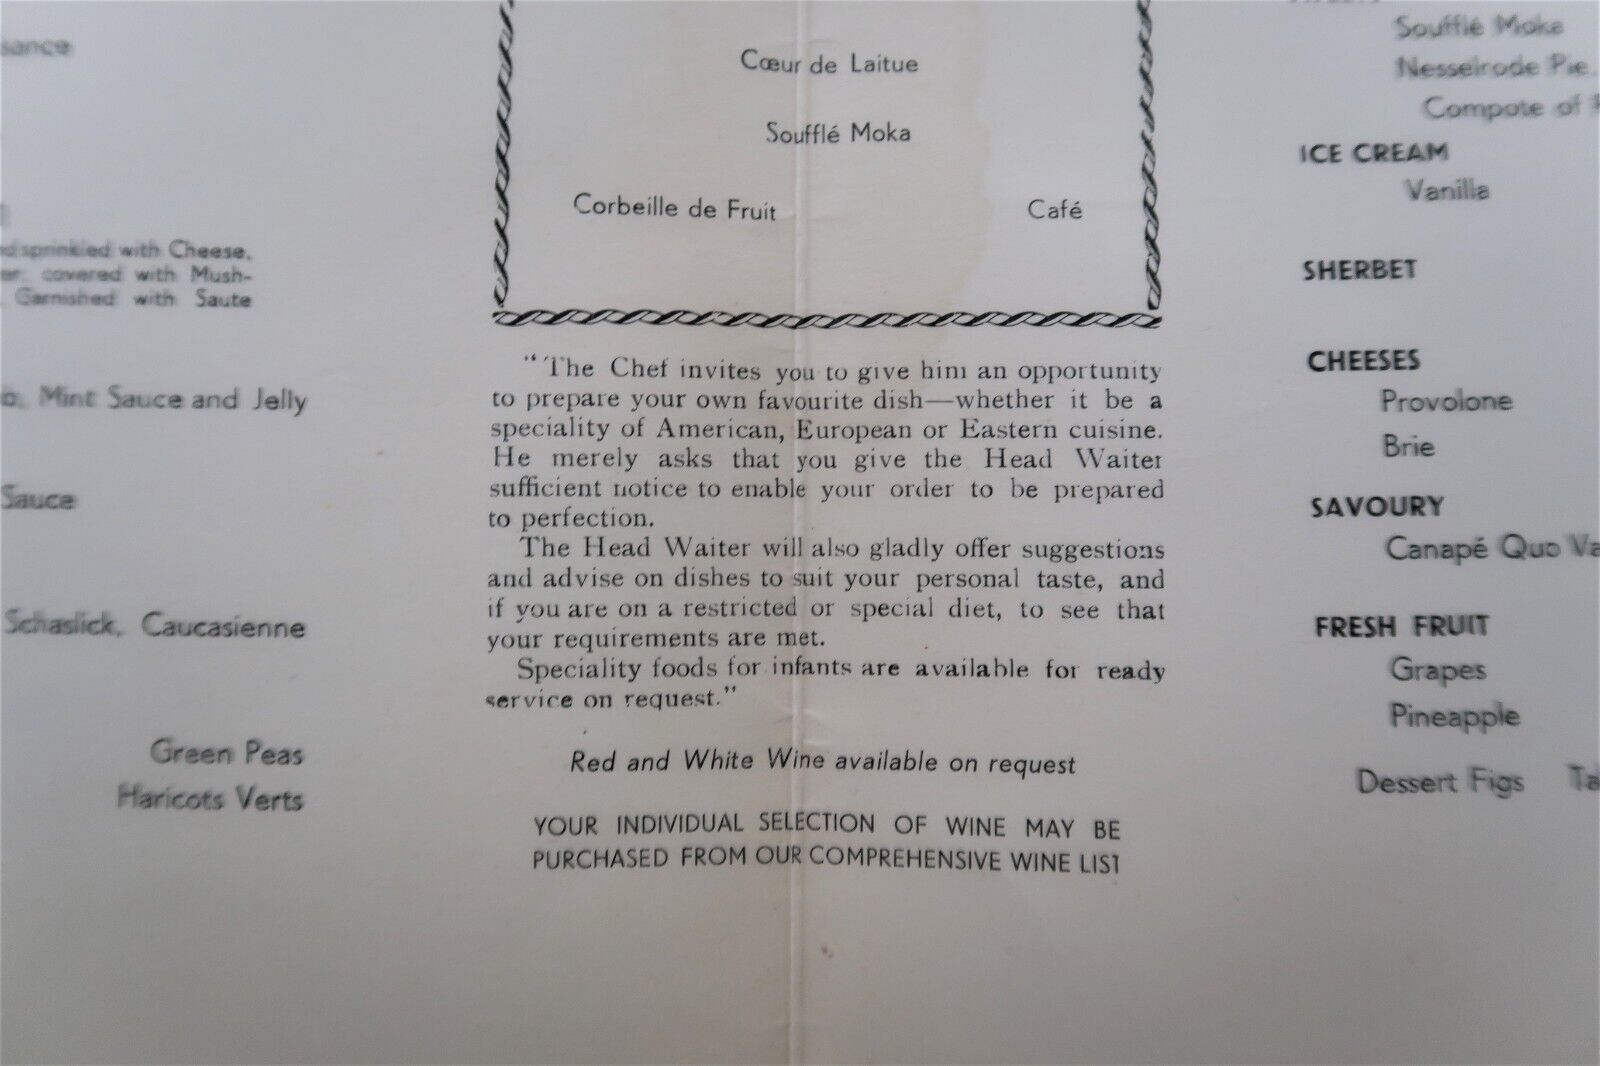 sprinkled with Cheese,
covered with Mush-
Garnished with Saute
Mint Sauce and Jelly
Sauce
Schaslick, Caucasienne
Green Peas
Haricots Verts
Cœur de Laitue
Soufflé Moka
Corbeille de Fruit Café
"The Chef invites you to give him an opportunity
to prepare your own favourite dish—whether it be a
speciality of American, European or Eastern cuisine.
He merely asks that you give the Head Waiter
sufficient notice to enable your order to be prepared
to perfection.
The Head Waiter will also gladly offer suggestions
and advise on dishes to suit your personal taste, and
if you are on a restricted or special diet, to see that
your requirements are met.
Speciality foods for infants are available for ready
service on request."
Red and White Wine available on request
YOUR INDIVIDUAL SELECTION OF WINE MAY BE
PURCHASED FROM OUR COMPREHENSIVE WINE LIST
Soufflé Moka
Nesselrode Pie.
Compote of
ICE CREAM
Vanilla
SHERBET
CHEESES
Provolone
Brie
SAVOURY
Canapé Quo
FRESH FRUIT
Grapes
Pineapple
Dessert Figs